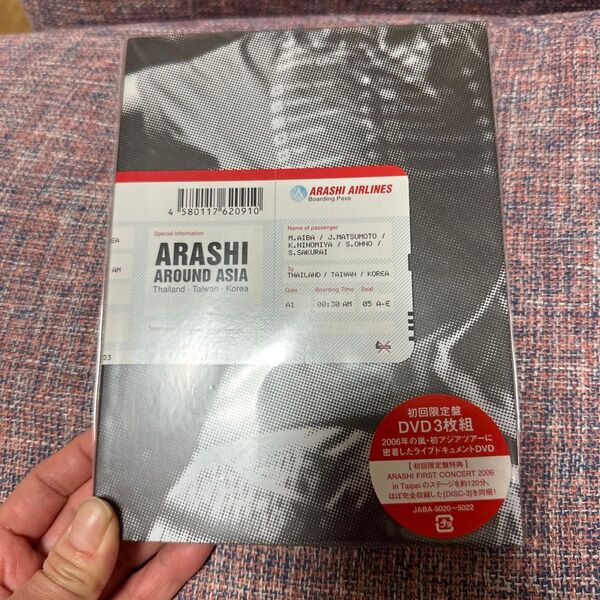 4 580117 620910
ARASHI AIRLINES
Boarding Pass
Special Information
ARASHI
AROUND ASIA
Thailand - Taiwan - Korea
Name of passenger
M.AIBA / J.MATSUMOTO /
K.NINOMIYA / S.OHNO /
S.SAKURAI
To
THAILAND / TAIWAN / KOREA
Gate Boarding Time Seat
A1 00:30 AM 05 A-E
EA
AM
03
初回限定盤
DVD3枚組
2006年の嵐・初アジアツアーに
密着したライブドキュメントDVD
【初回限定盤特典】
ARASHI FIRST CONCERT 2006
in Taipei のステージを約120分、
ほぼ完全収録した[DISC-3]を同梱!
JABA-5020〜5022